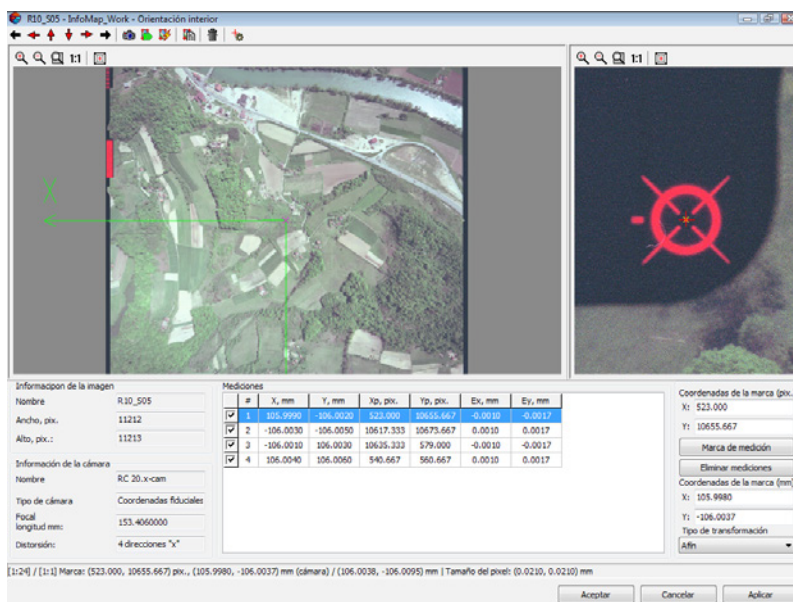 R10_S05 - InfoMap_Work - Orientación interior
1:1
1:1
X
Informacipon de la imagen
Nombre R10_S05
Ancho, pix. 11212
Alto, pix.: 11213
Información de la cámara
Nombre RC 20.x-cam
Tipo de cámara Coordenadas fiduciales
Focal
longitud mm: 153.4060000
Distorsión: 4 direcciones "x"
Mediciones
# X, mm Y, mm Xp, pix. Yp, pix. Ex, mm Ey, mm
1 105.9990 -106.0020 523.000 10655.667 -0.0010 -0.0017
2 -106.0030 -106.0050 10617.333 10673.667 0.0010 0.0017
3 -106.0010 106.0030 10635.333 579.000 -0.0010 -0.0017
4 106.0040 106.0060 540.667 560.667 0.0010 0.0017
Coordenadas de la marca (pix.
X: 523.000
Y: 10655.667
Marca de medición
Eliminar mediciones
Coordenadas de la marca (mm)
X: 105.9980
Y: -106.0037
Tipo de transformación
Afín
[1:24] / [1:1] Marca: (523.000, 10655.667) pix., (105.9980, -106.0037) mm (cámara) / (106.0038, -106.0095) mm | Tamaño del pixel: (0.0210, 0.0210) mm
Aceptar Cancelar Aplicar